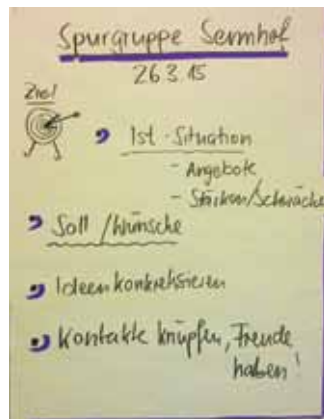 Spurgruppe Sennhof
26.3.15
Ziel!
Ist-Situation
- Angebote
- Stärken/Schwäche
Soll/Wünsche
Ideen konkretisieren
Kontakte knüpfen, Freude
haben!